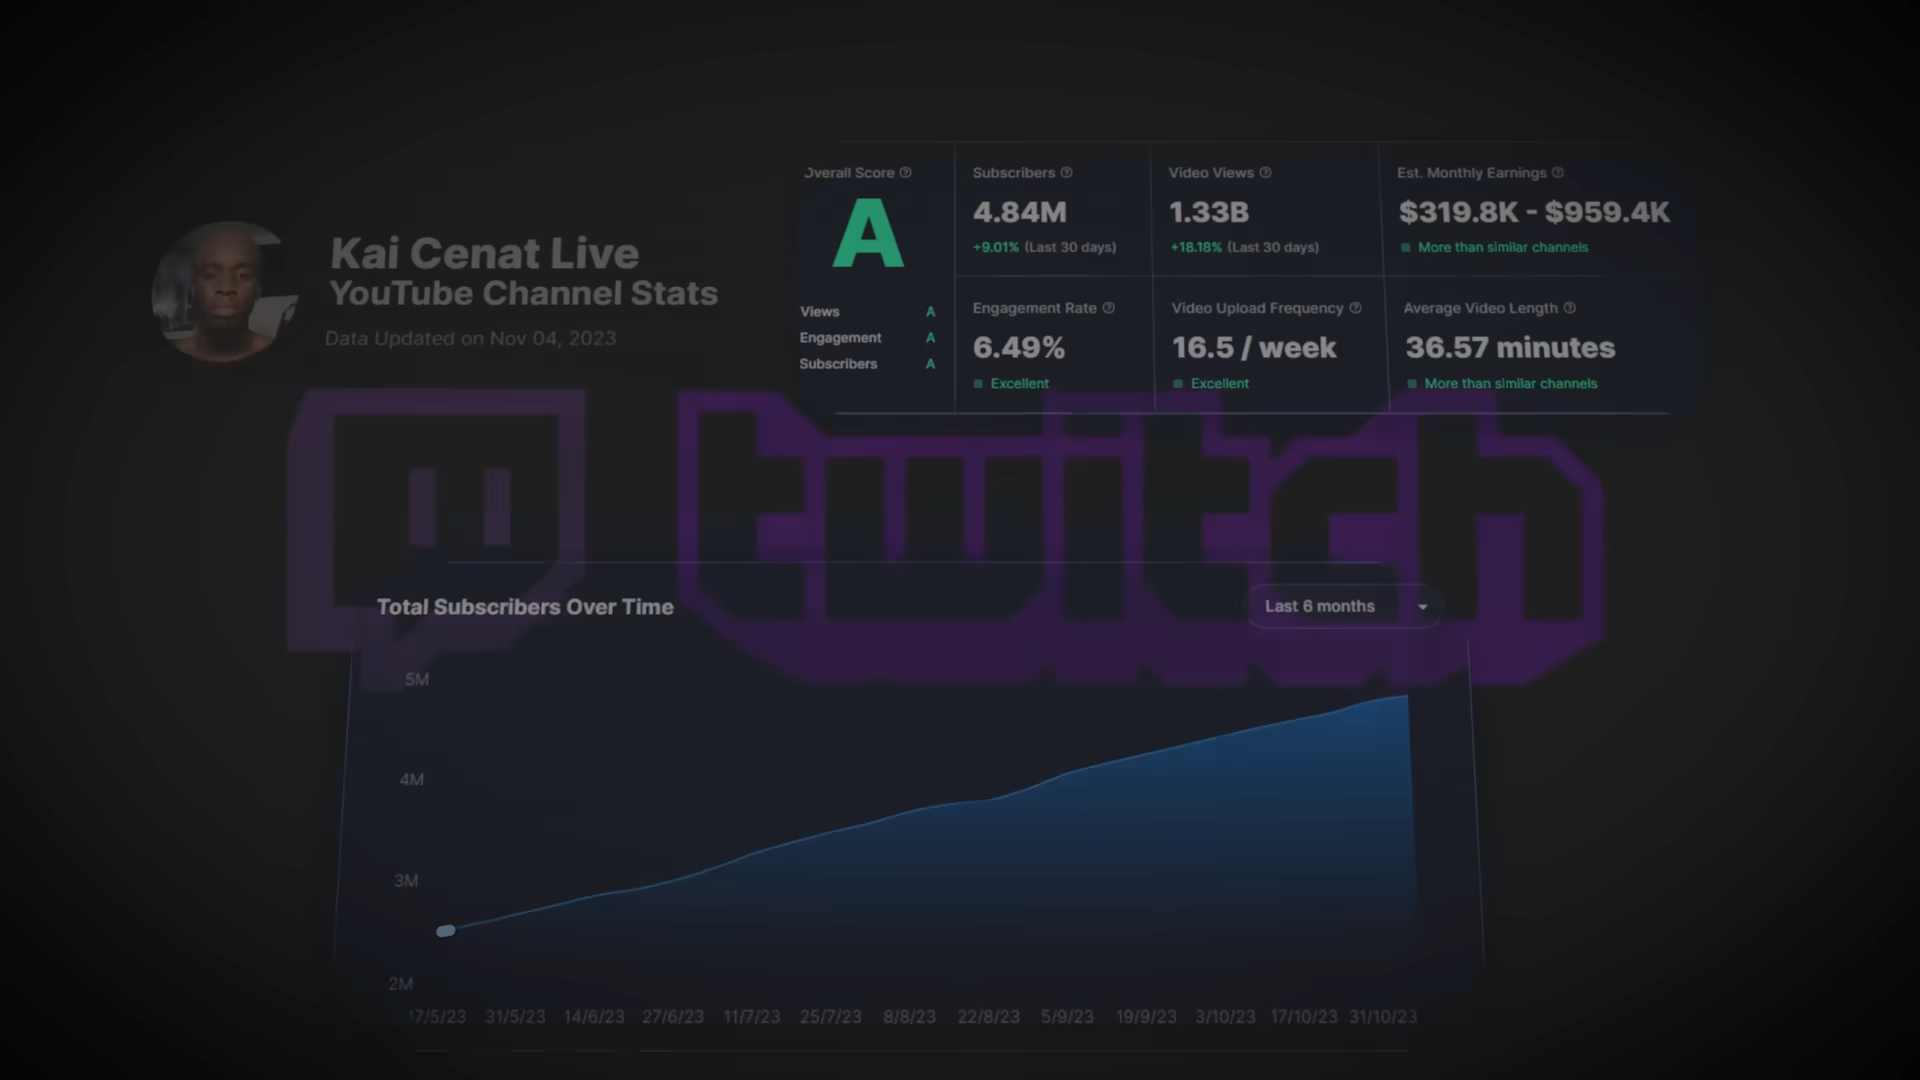 Kai Cenat Live
YouTube Channel Stats
Data Updated on Nov 04, 2023
Overall Score
A
Views A
Engagement A
Subscribers A
Subscribers
4.84M
+9.01% (Last 30 days)
Video Views
1.33B
+18.18% (Last 30 days)
Est. Monthly Earnings
$319.8K - $959.4K
More than similar channels
Engagement Rate
6.49%
Excellent
Video Upload Frequency
16.5 / week
Excellent
Average Video Length
36.57 minutes
More than similar channels
twitch
Total Subscribers Over Time
Last 6 months
5M
4M
3M
2M
17/5/23 31/5/23 14/6/23 27/6/23 11/7/23 25/7/23 8/8/23 22/8/23 5/9/23 19/9/23 3/10/23 17/10/23 31/10/23